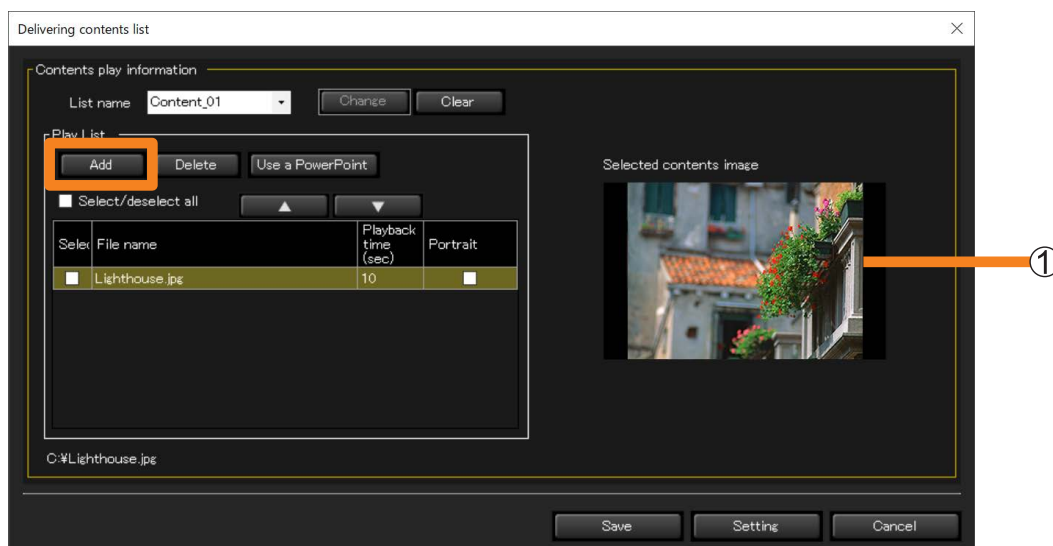 Delivering contents list
Contents play information
List name Content_01 Change Clear
Play List
Add Delete Use a PowerPoint
Selected contents image
Select/deselect all ▲ ▼
Selec File name Playback time (sec) Portrait
Lighthouse.jpg 10
①
C:¥Lighthouse.jpg
Save Setting Cancel